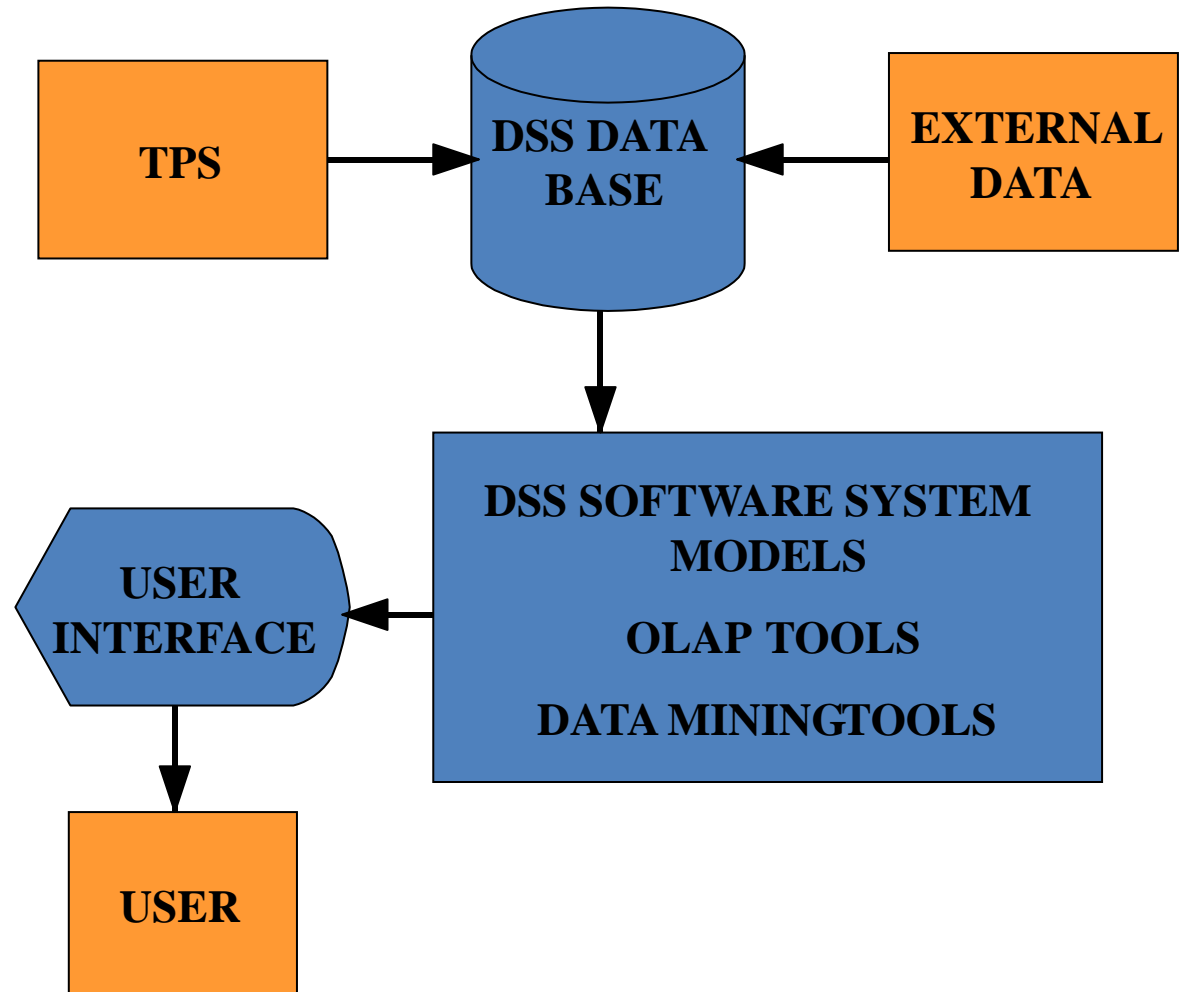 TPS
DSS DATA
BASE
EXTERNAL
DATA
DSS SOFTWARE SYSTEM
MODELS
OLAP TOOLS
DATA MININGTOOLS
USER
INTERFACE
USER